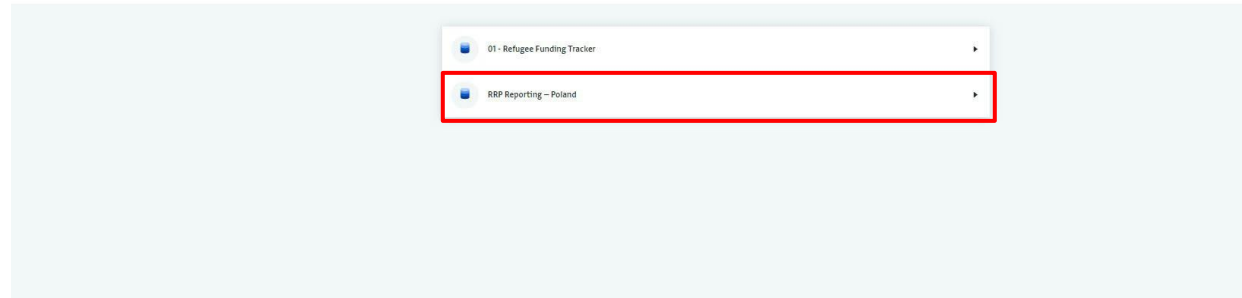 01 - Refugee Funding Tracker
RRP Reporting – Poland